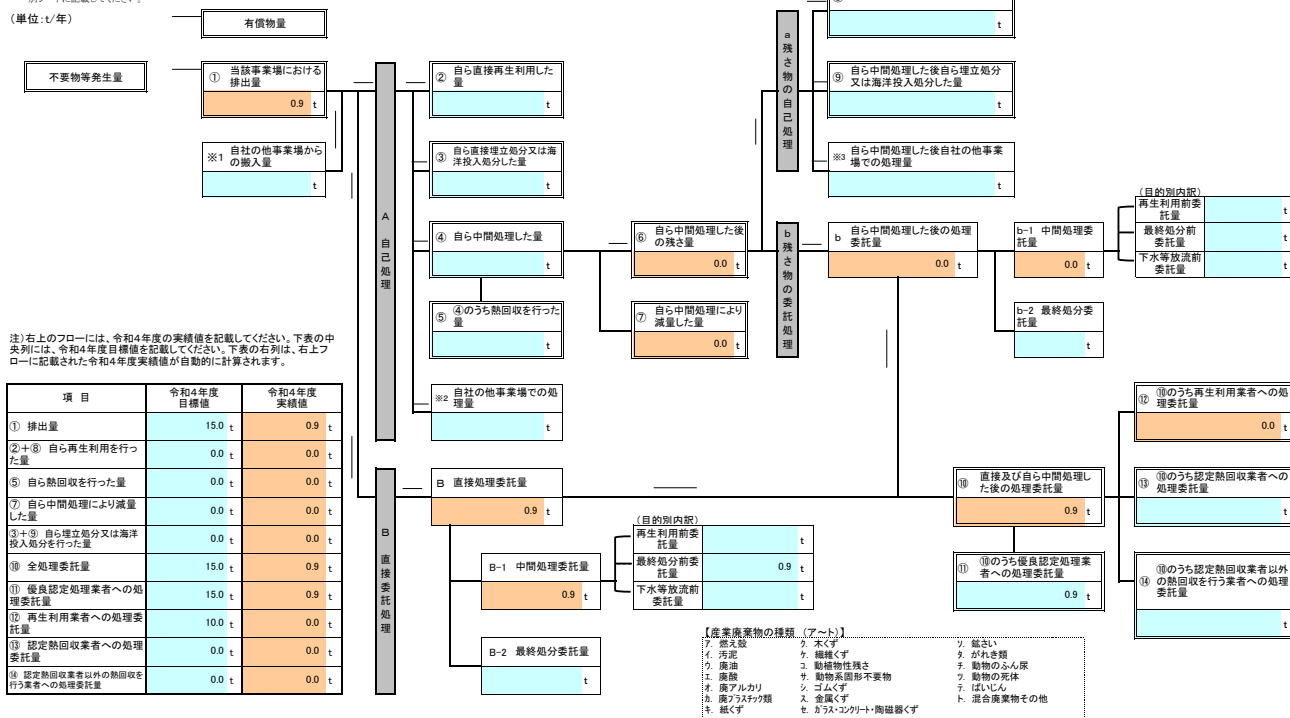 (単位:t/年)
有償物量
不要物等発生量
① 当該事業場における
排出量
0.9 t
※1 自社の他事業場から
の搬入量
t
A 自己処理
② 自ら直接再生利用した
量
t
③ 自ら直接埋立処分又は海
洋投入処分した量
t
④ 自ら中間処理した量
t
⑤ ④のうち熱回収を行った
量
t
※2 自社の他事業場での処
理量
t
⑥ 自ら中間処理した後
の残さ量
0.0 t
⑦ 自ら中間処理により
減量した量
0.0 t
a 残さ物の自己処理
t
⑨ 自ら中間処理した後自ら埋立処分
又は海洋投入処分した量
t
※3 自ら中間処理した後自社の他事業
場での処理量
t
b 残さ物の委託処理
b 自ら中間処理した後の処理
委託量
0.0 t
b-1 中間処理委
託量
0.0 t
b-2 最終処分委
託量
t
(目的別内訳)
再生利用前委
託量 t
最終処分前
委託量 t
下水等放流前
委託量 t
注)右上のフローには、令和4年度の実績値を記載してください。下表の中
央列には、令和4年度目標値を記載してください。下表の右列は、右上フ
ローに記載された令和4年度実績値が自動的に計算されます。
項 目 令和4年度
目標値 令和4年度
実績値
① 排出量 15.0 t 0.9 t
②+⑧ 自ら再生利用を行っ
た量 0.0 t 0.0 t
⑤ 自ら熱回収を行った量 0.0 t 0.0 t
⑦ 自ら中間処理により減量
した量 0.0 t 0.0 t
③+⑨ 自ら埋立処分又は海洋
投入処分を行った量 0.0 t 0.0 t
⑩ 全処理委託量 15.0 t 0.9 t
⑪ 優良認定処理業者への処
理委託量 15.0 t 0.9 t
⑫ 再生利用業者への処理委
託量 10.0 t 0.0 t
⑬ 認定熱回収業者への処理
委託量 0.0 t 0.0 t
⑭ 認定熱回収業者以外の熱回収を
行う業者への処理委託量 0.0 t 0.0 t
B 直接委託処理
B 直接処理委託量
0.9 t
B-1 中間処理委託量
0.9 t
B-2 最終処分委託量
t
(目的別内訳)
再生利用前委
託量 t
最終処分前委
託量 0.9 t
下水等放流前
委託量 t
⑩ 直接及び自ら中間処理し
た後の処理委託量
0.9 t
⑪ ⑩のうち優良認定処理業
者への処理委託量
0.9 t
⑫ ⑩のうち再生利用業者への処
理委託量
0.0 t
⑬ ⑩のうち認定熱回収業者への
処理委託量
t
⑭ ⑩のうち認定熱回収業者以外
の熱回収を行う業者への処理
委託量
t
【産業廃棄物の種類 (ア~ト)】
ア. 燃え殻 ク. 木くず ソ. 鉱さい
イ. 汚泥 ケ. 繊維くず タ. がれき類
ウ. 廃油 コ. 動植物性残さ チ. 動物のふん尿
エ. 廃酸 サ. 動物系固形不要物 ツ. 動物の死体
オ. 廃アルカリ シ. ゴムくず テ. ばいじん
カ. 廃プラスチック類 ス. 金属くず ト. 混合廃棄物その他
キ. 紙くず セ. ガラス・コンクリート・陶磁器くず